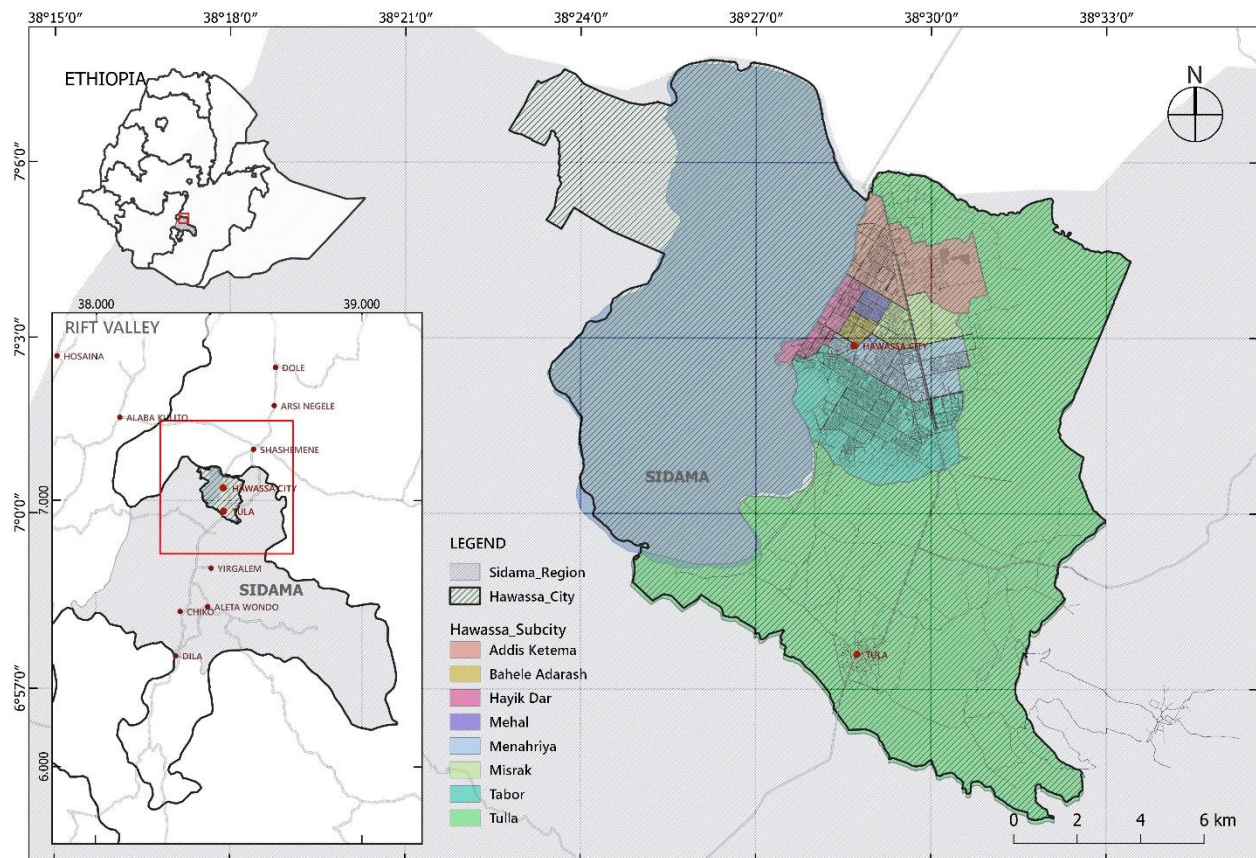 38°15′0″ 38°18′0″ 38°21′0″ 38°24′0″ 38°27′0″ 38°30′0″ 38°33′0″
ETHIOPIA
N
7°6′0″
38.000 39.000
RIFT VALLEY
HOSAINA
DOLE
ARSI NEGELE
ALABA KULITO
SHASHEMENE
HAWASSA CITY
TULA
YIRGALEM
SIDAMA
ALETA WONDO
CHIKO
DILA
7.000
6.000
7°3′0″
7°0′0″
6°57′0″
HAWASSA CITY
SIDAMA
TULA
LEGEND
Sidama_Region
Hawassa_City
Hawassa_Subcity
Addis Ketema
Bahele Adarash
Hayik Dar
Mehal
Menahriya
Misrak
Tabor
Tulla
0 2 4 6 km